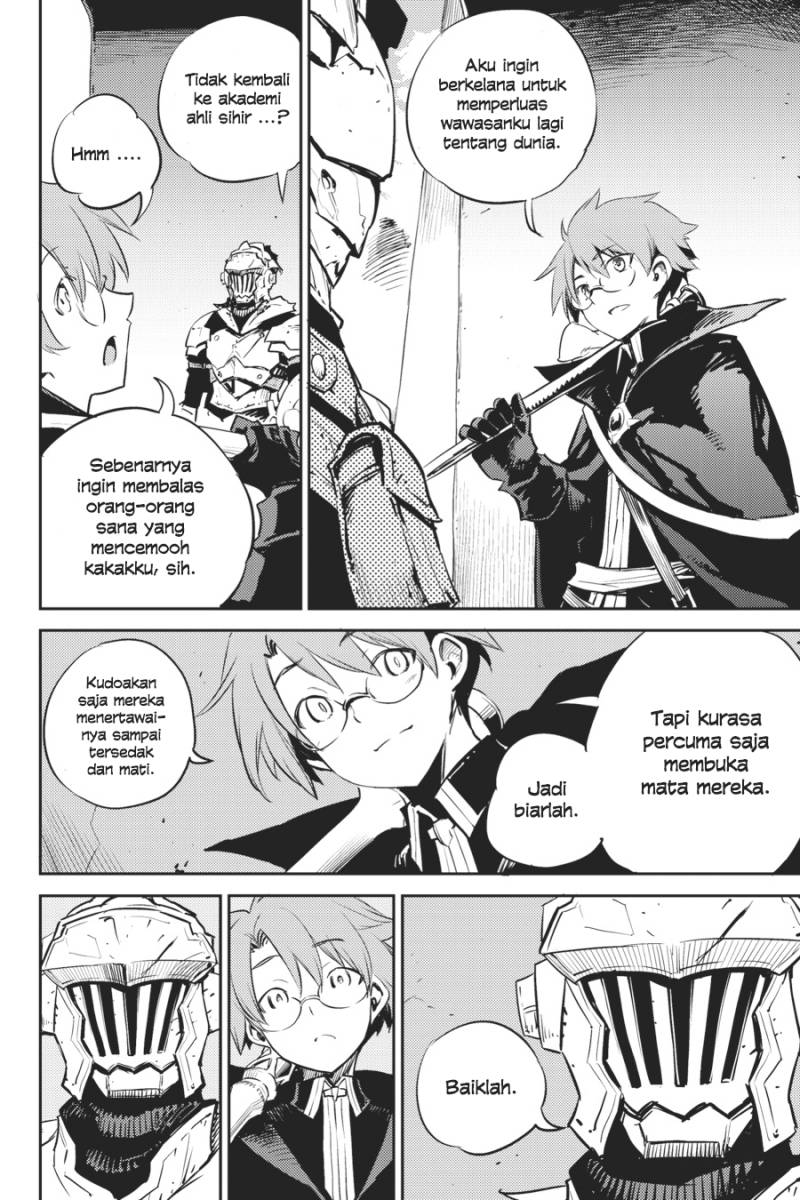 Aku ingin
berkelana untuk
memperluas
wawasanku lagi
tentang dunia.
Tidak kembali
ke akademi
ahli sihir ...?
Hmm ....
Sebenarnya
ingin membalas
orang-orang
sana yang
mencemooh
kakakku, sih.
Tapi kurasa
percuma saja
membuka
mata mereka.
Jadi
biarlah.
Kudoakan
saja mereka
menertawai-
nya sampai
tersedak
dan mati.
Baiklah.